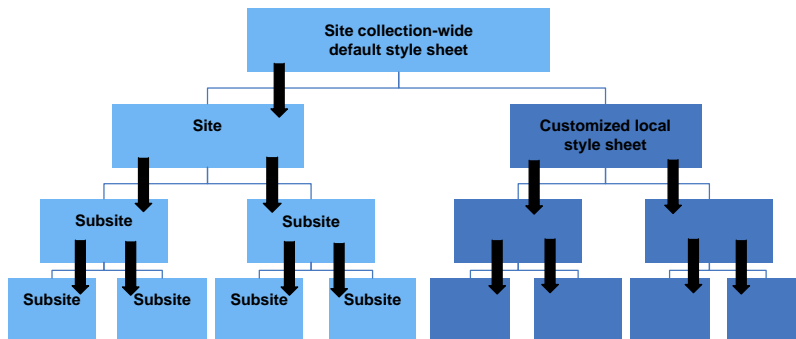 Site collection-wide
default style sheet
Site
Customized local
style sheet
Subsite
Subsite
Subsite
Subsite
Subsite
Subsite